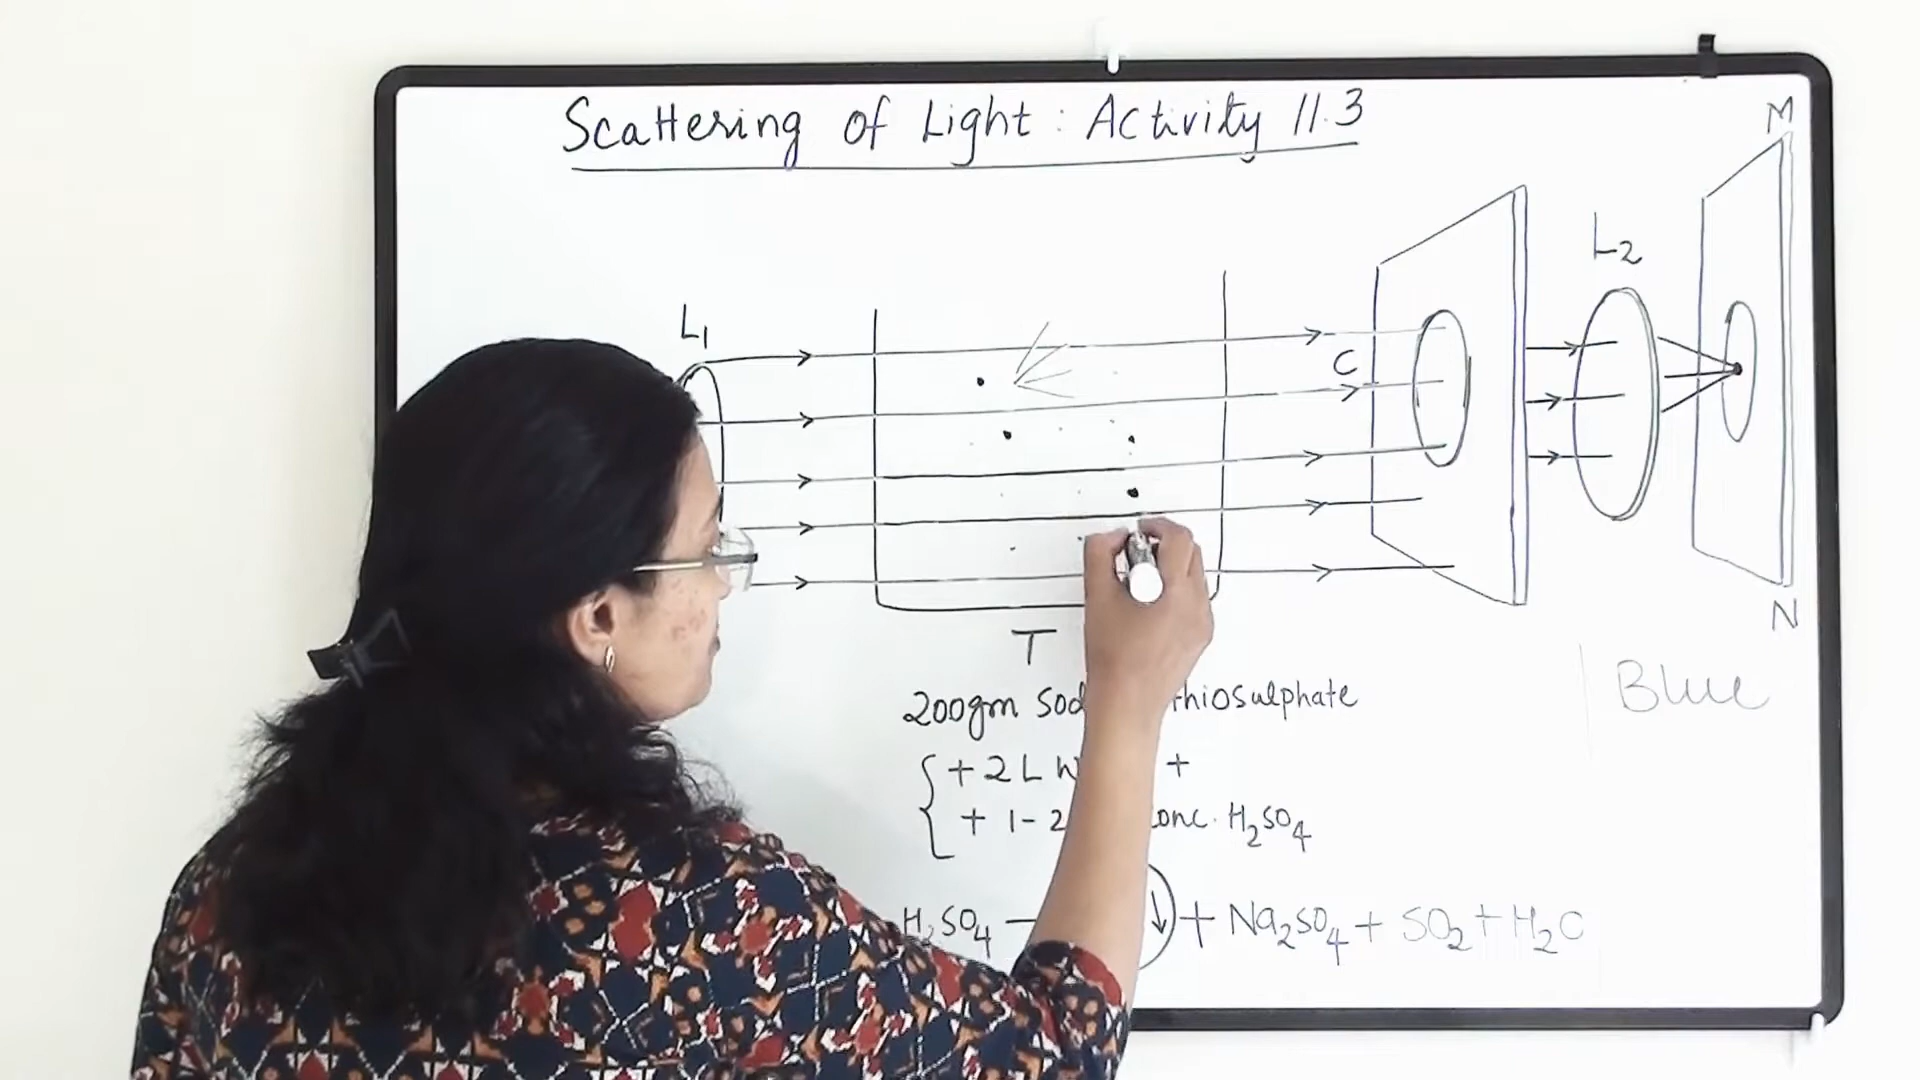 Scattering of Light : Activity 11.3
M
L2
L1
C
N
T
200gm sod thiosulphate
Blue
{ + 2 L W +
+ 1-2 conc. H2SO4
H2SO4 ↓ + Na2SO4 + SO2 + H2O